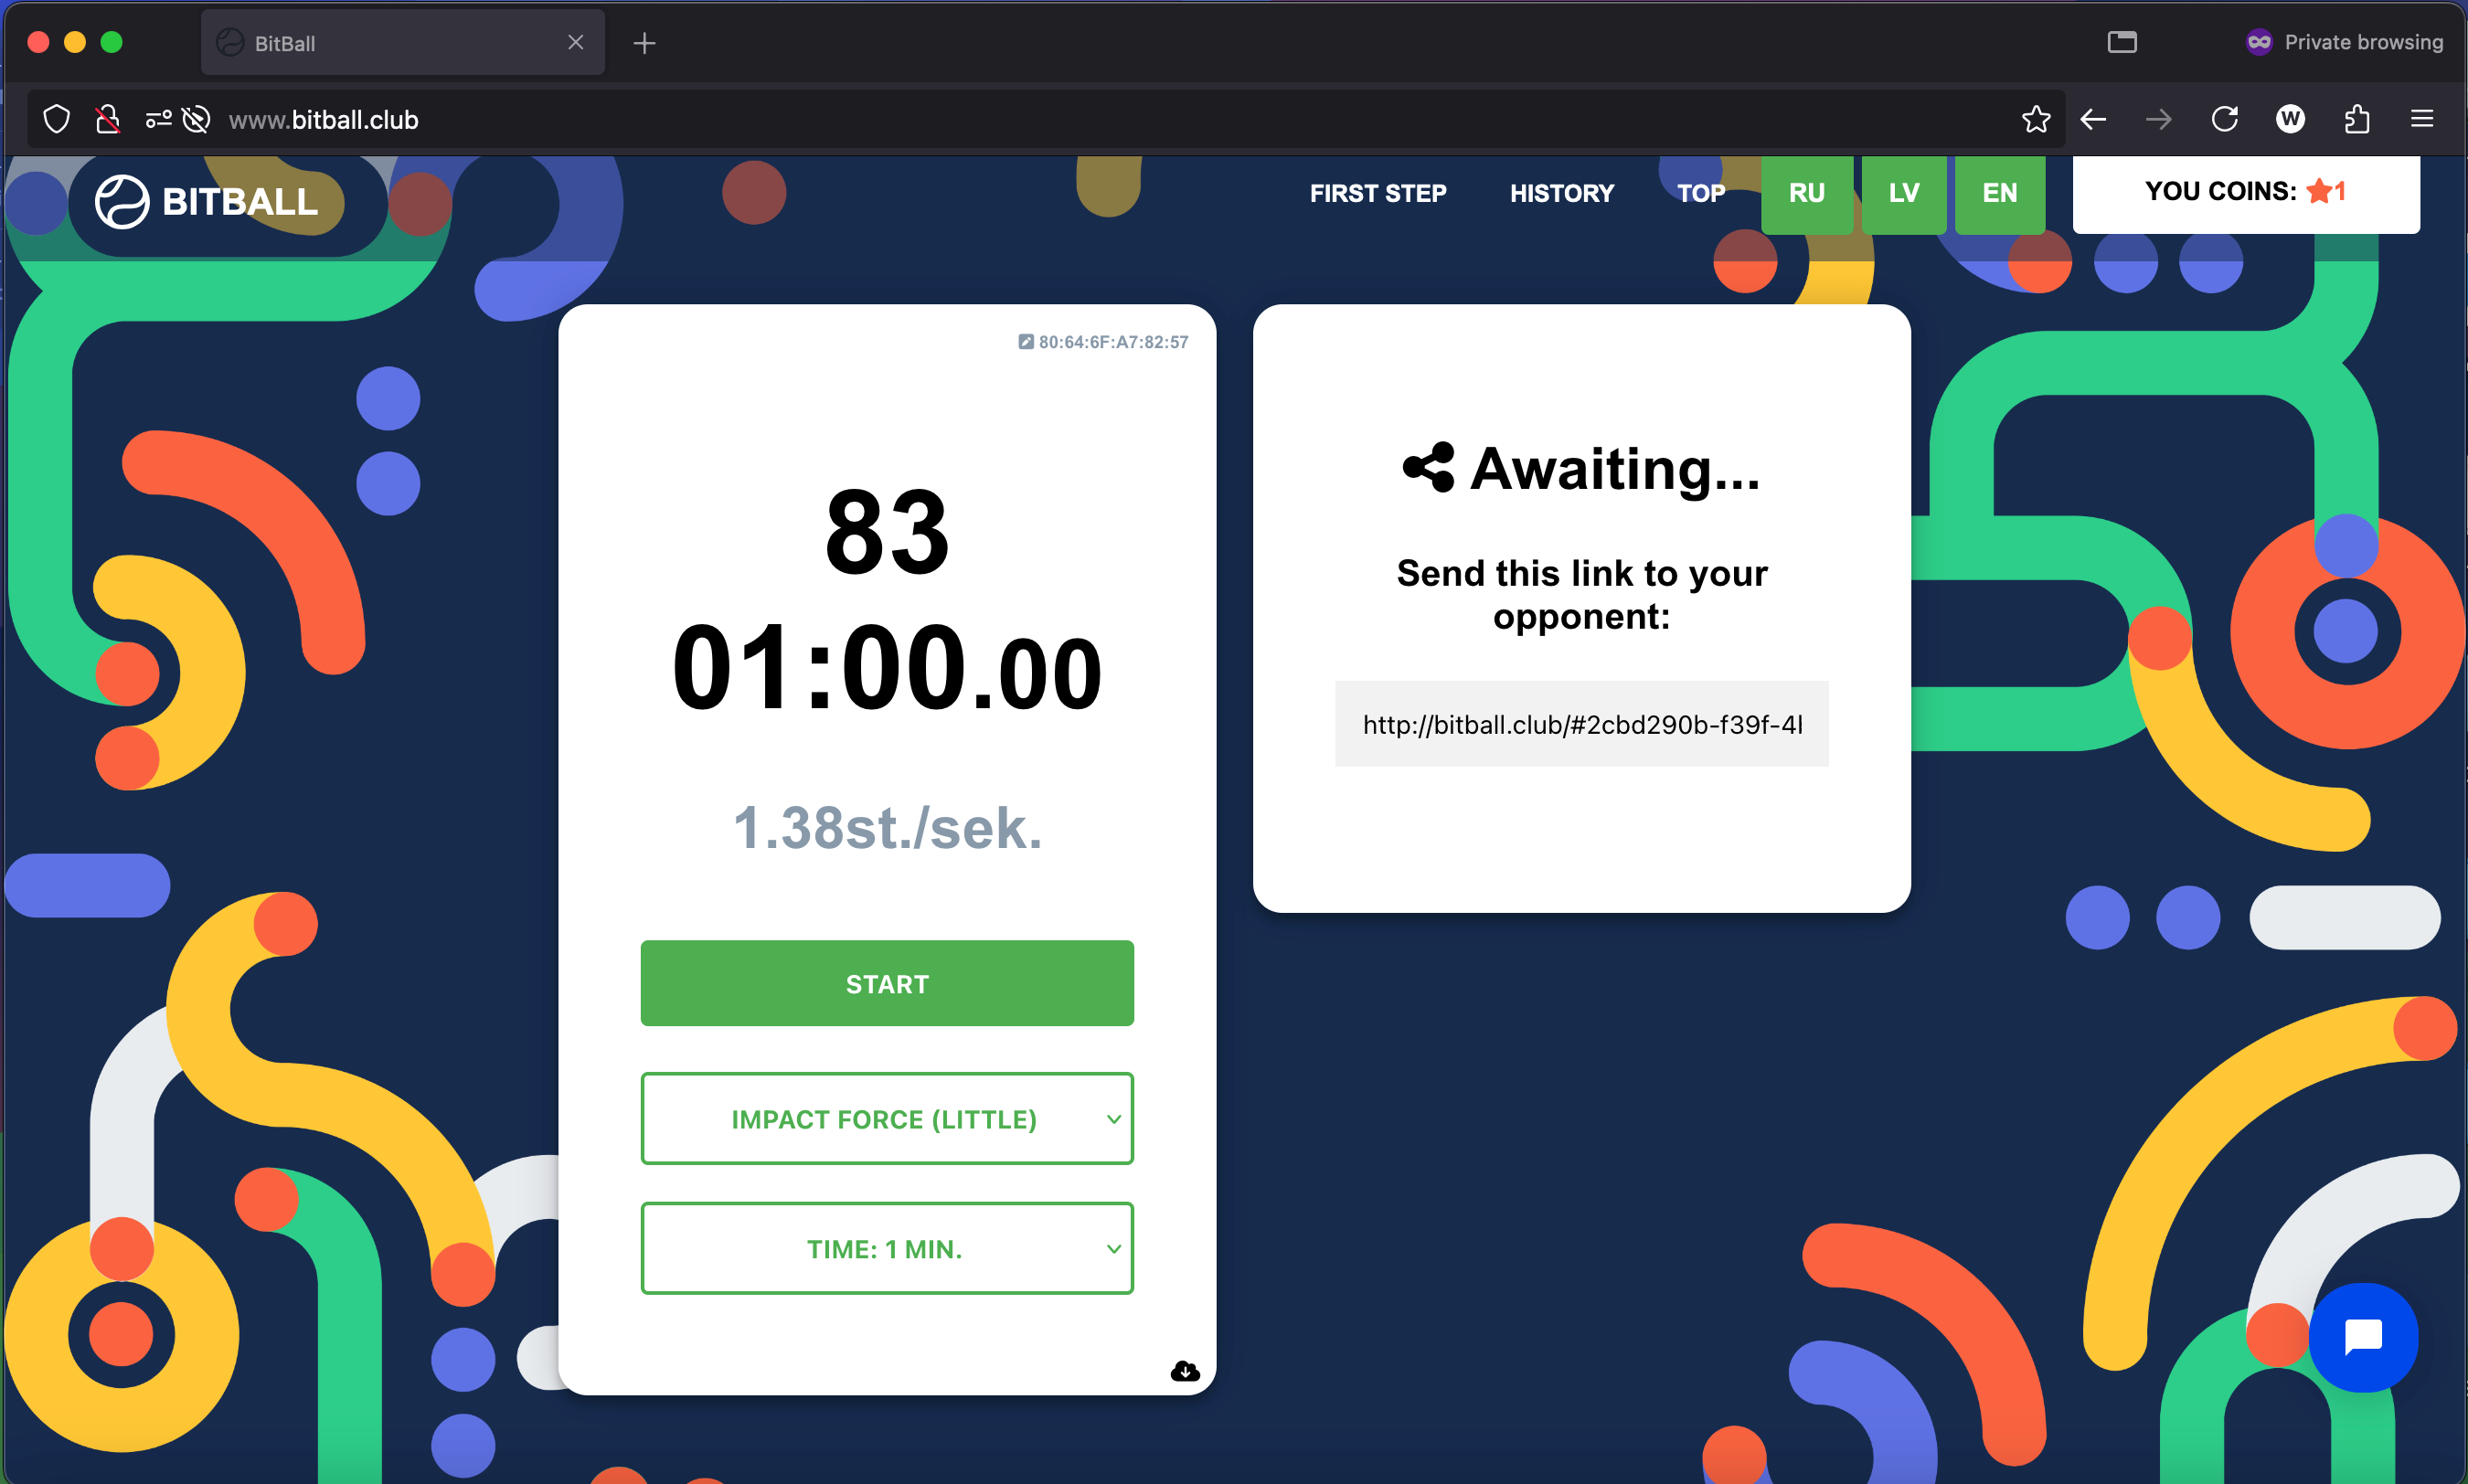 BitBall
Private browsing
www.bitball.club
W
BITBALL
FIRST STEP
HISTORY
TOP
RU
LV
EN
YOU COINS: 1
80:64:6F:A7:82:57
83
01:00.00
1.38st./sek.
START
IMPACT FORCE (LITTLE)
TIME: 1 MIN.
Awaiting...
Send this link to your
opponent:
http://bitball.club/#2cbd290b-f39f-4